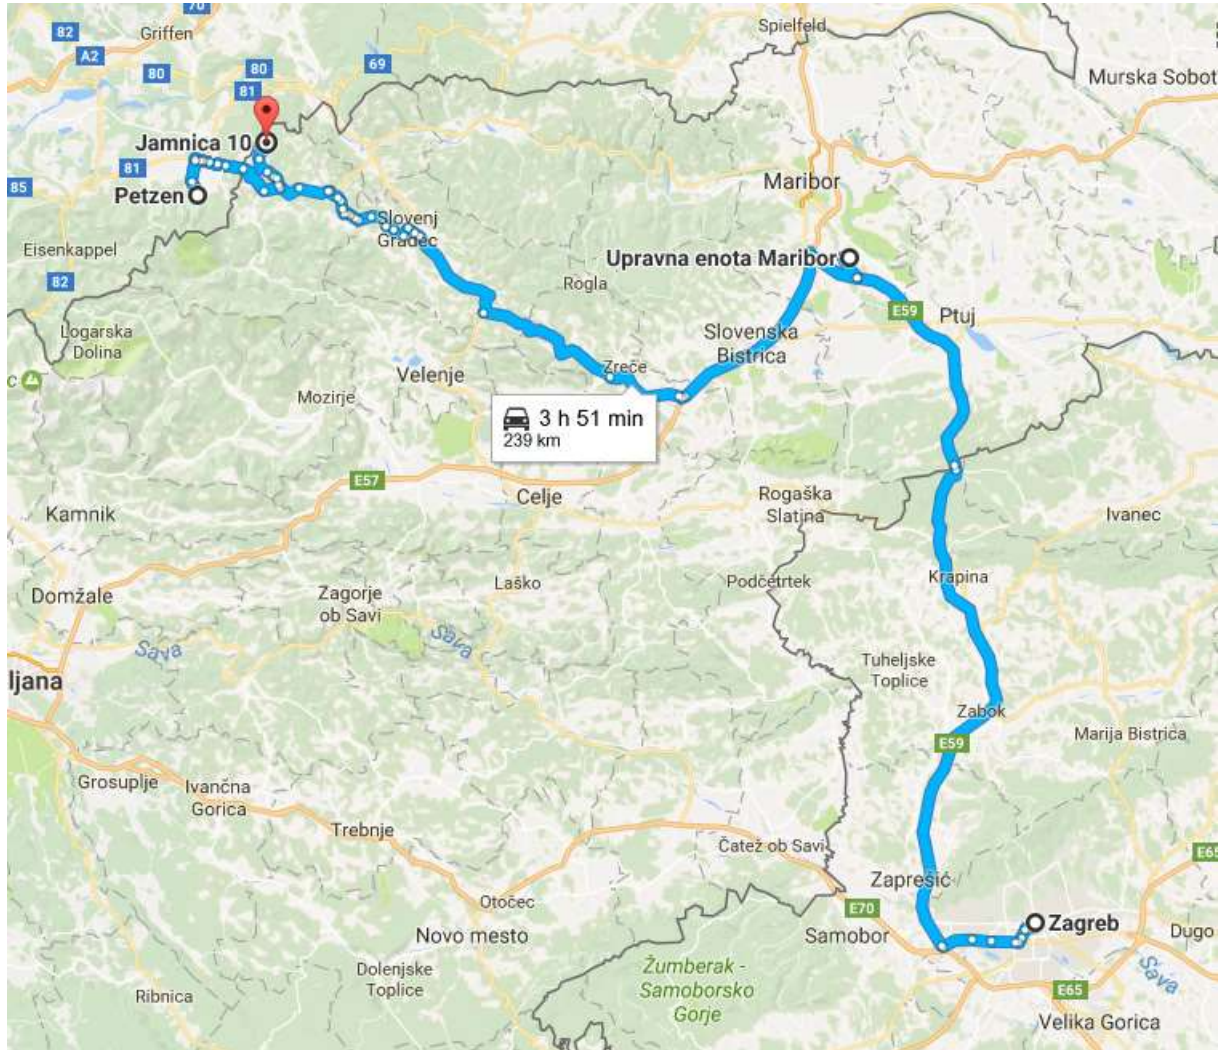 70
82
Griffen
Spielfeld
A2
80
80
69
81
Murska Sobot
Jamnica 10
81
Maribor
85
Petzen
Slovenj
Gradec
Eisenkappel
Upravna enota Maribor
82
Rogla
E59
Ptuj
Logarska
Dolina
Slovenska
Bistrica
Velenje
Zreče
Mozirje
3 h 51 min
239 km
E57
Celje
Rogaška
Slatina
Ivanec
Kamnik
Krapina
Domžale
Laško
Podčetrtek
Zagorje
ob Savi
Sava
Sava
Tuheljske
Toplice
ljana
Zabok
E59
Marija Bistrica
Grosuplje
Ivančna
Gorica
Trebnje
Čatež ob Savi
E65
Zaprešić
Otočec
E70
Zagreb
Novo mesto
Samobor
Dugo
Dolenjske
Toplice
Žumberak -
Samoborsko
Gorje
Sava
Ribnica
E65
Velika Gorica